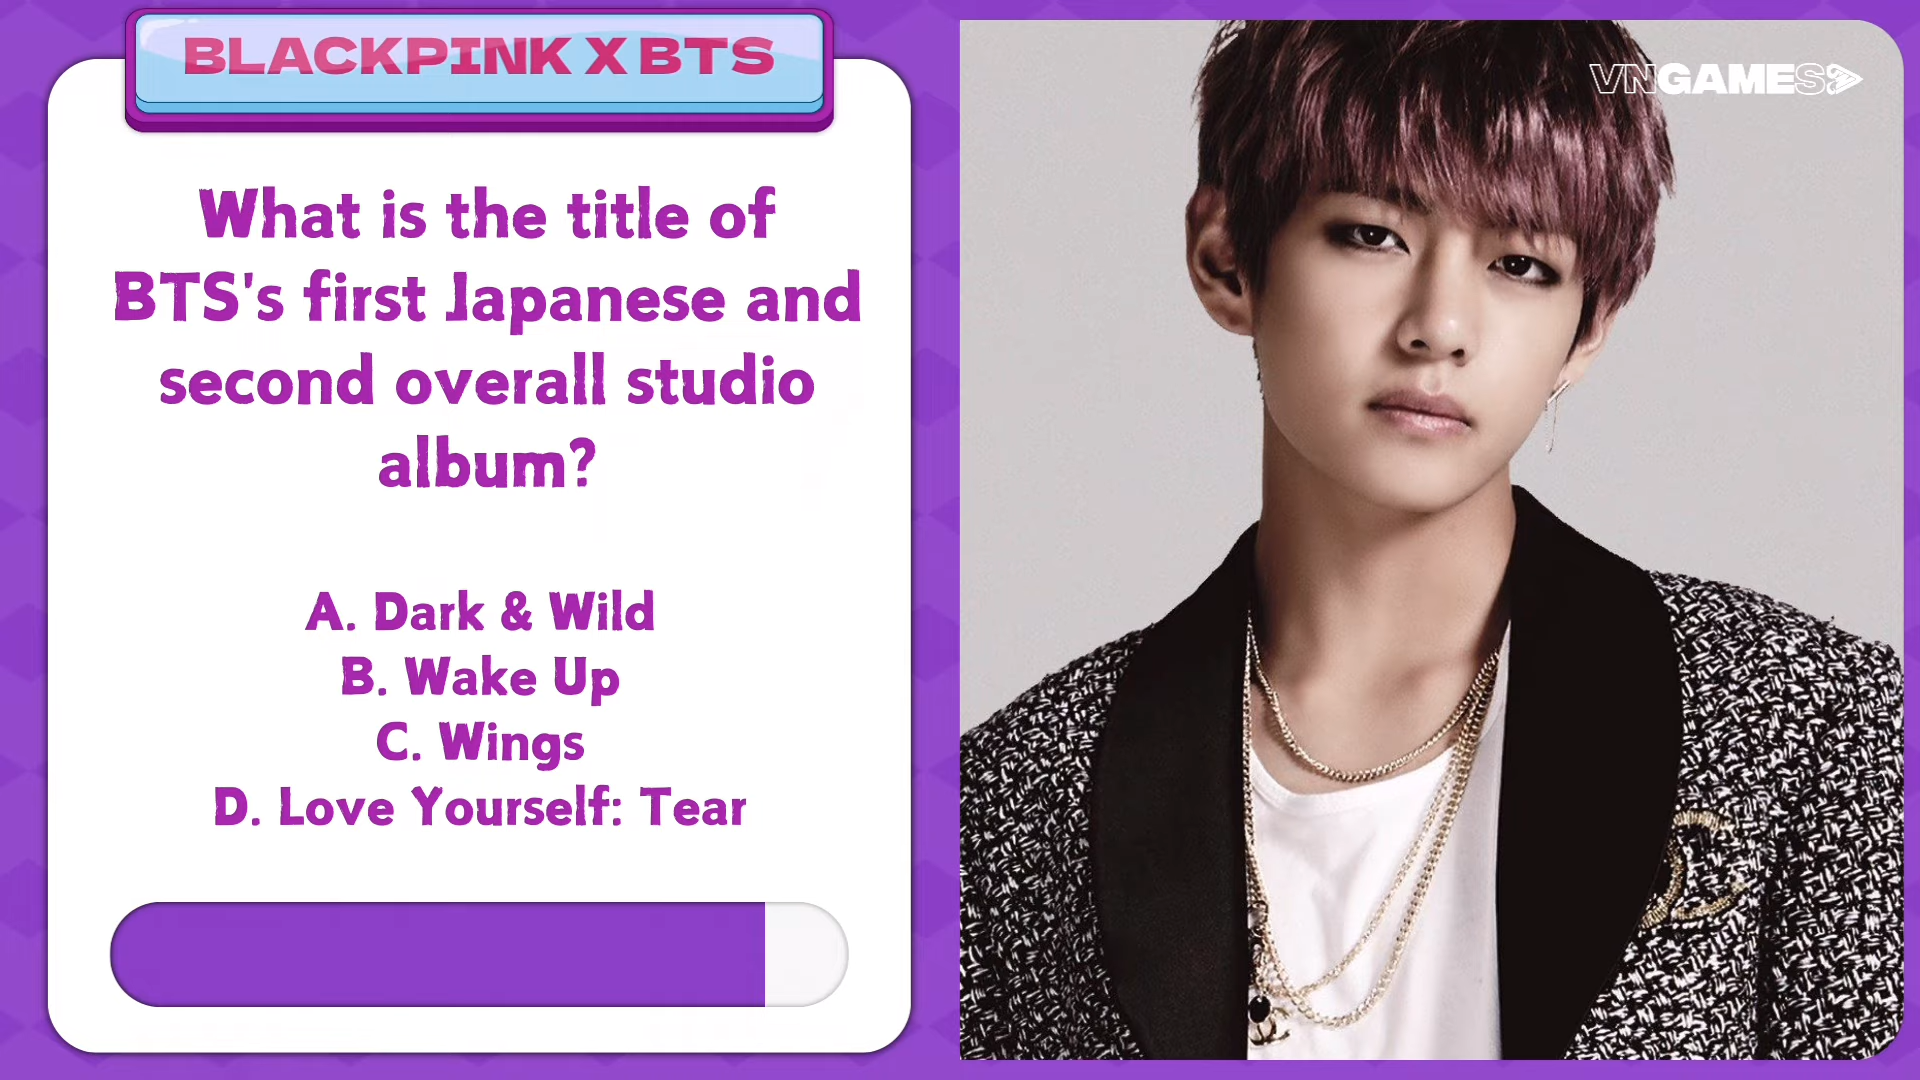 BLACKPINK X BTS
What is the title of
BTS's first Japanese and
second overall studio
album?
A. Dark & Wild
B. Wake Up
C. Wings
D. Love Yourself: Tear
VNGAMES